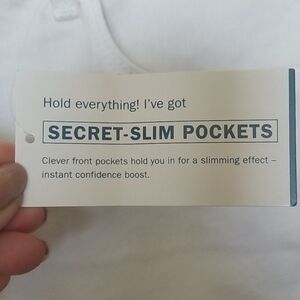 Hold everything! I've got
SECRET-SLIM POCKETS
Clever front pockets hold you in for a slimming effect –
instant confidence boost.